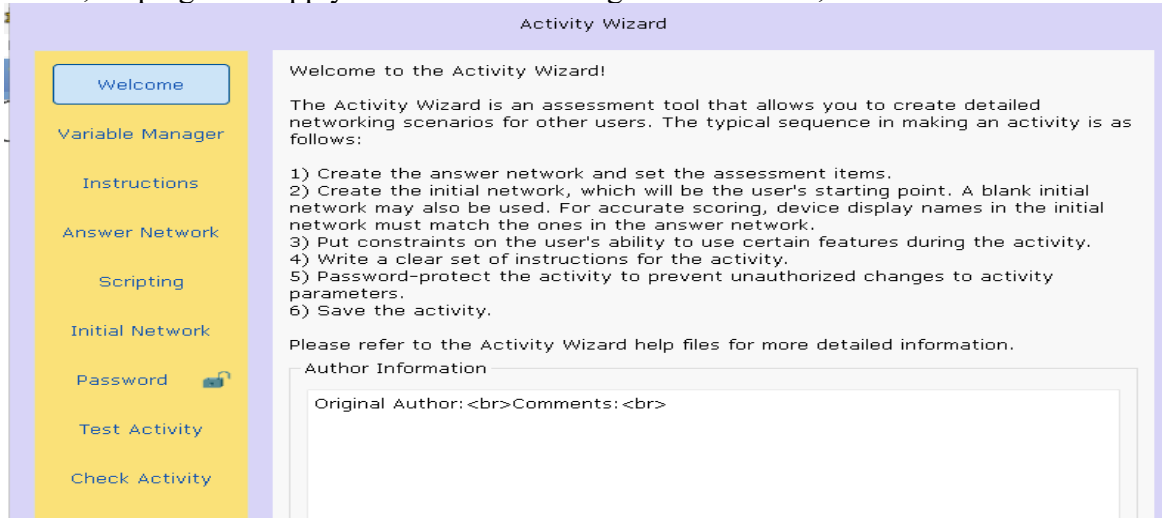 Activity Wizard
Welcome
Variable Manager
Instructions
Answer Network
Scripting
Initial Network
Password
Test Activity
Check Activity
Welcome to the Activity Wizard!
The Activity Wizard is an assessment tool that allows you to create detailed
networking scenarios for other users. The typical sequence in making an activity is as
follows:
1) Create the answer network and set the assessment items.
2) Create the initial network, which will be the user's starting point. A blank initial
network may also be used. For accurate scoring, device display names in the initial
network must match the ones in the answer network.
3) Put constraints on the user's ability to use certain features during the activity.
4) Write a clear set of instructions for the activity.
5) Password-protect the activity to prevent unauthorized changes to activity
parameters.
6) Save the activity.
Please refer to the Activity Wizard help files for more detailed information.
Author Information
Original Author:<br>Comments:<br>